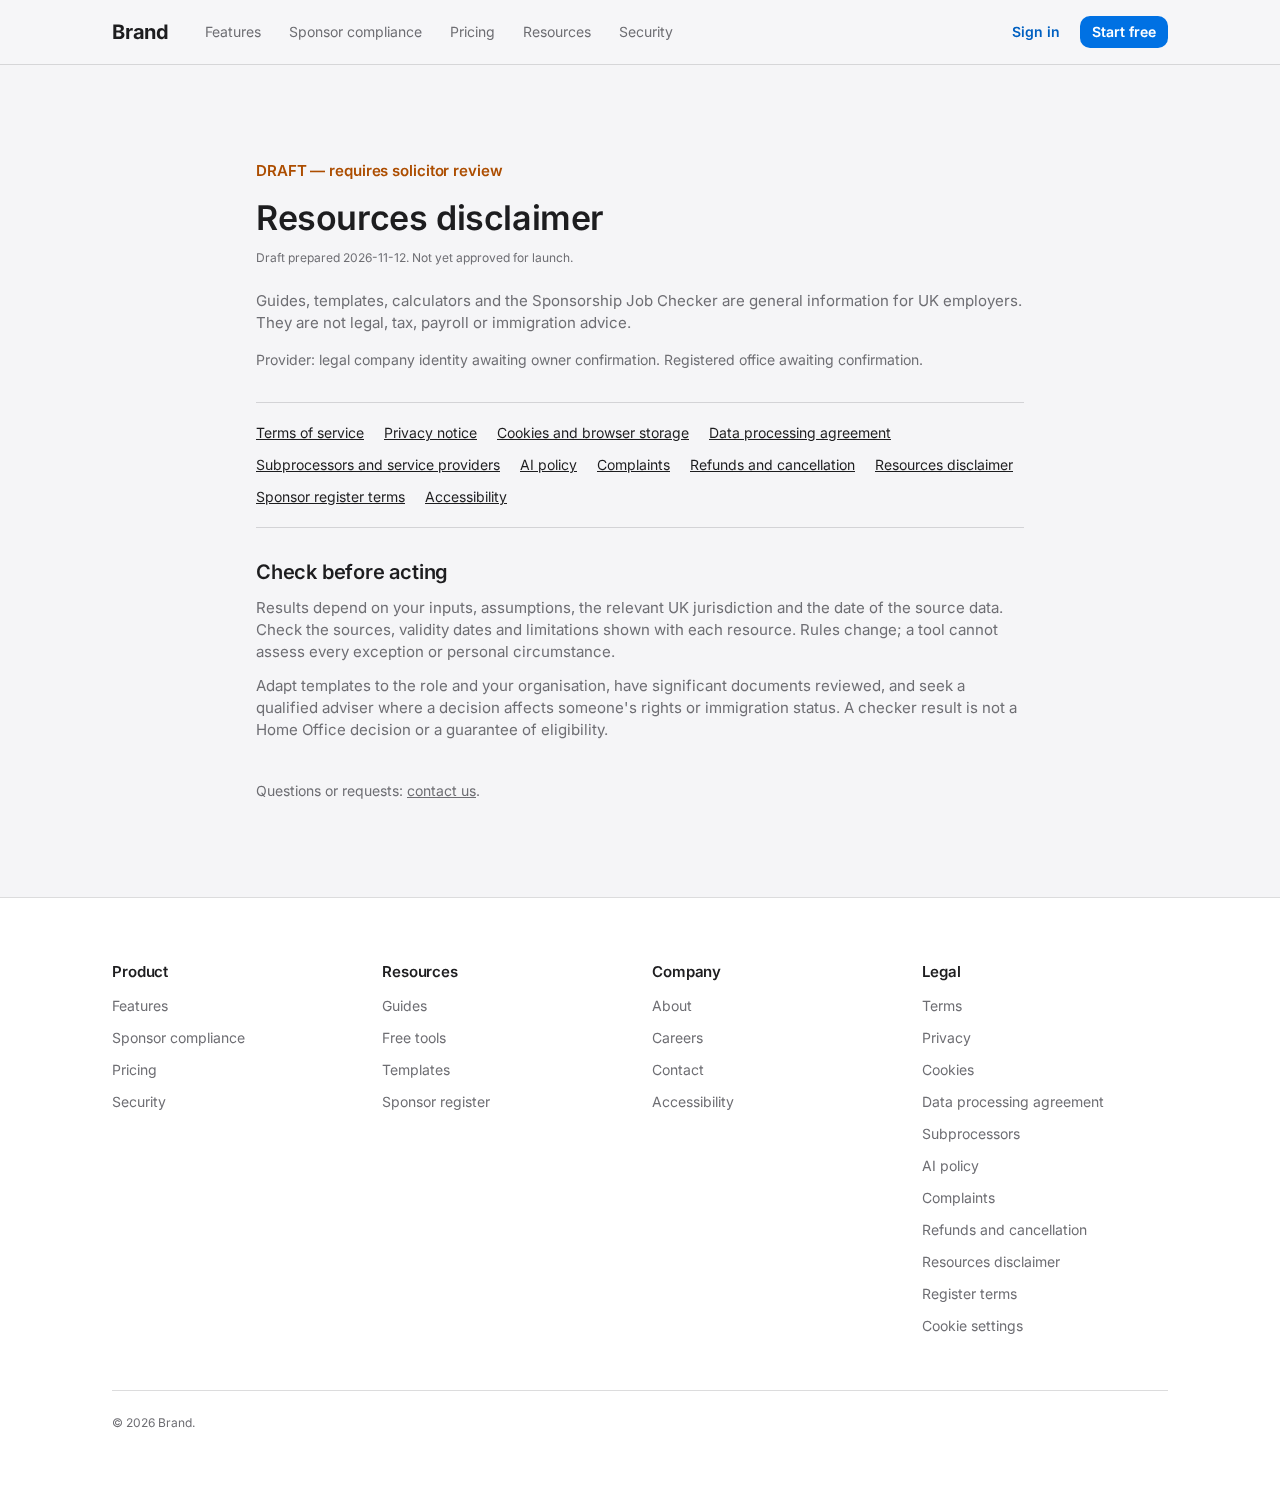 Brand Features Sponsor compliance Pricing Resources Security Sign in Start free
DRAFT — requires solicitor review
Resources disclaimer
Draft prepared 2026-11-12. Not yet approved for launch.
Guides, templates, calculators and the Sponsorship Job Checker are general information for UK employers.
They are not legal, tax, payroll or immigration advice.
Provider: legal company identity awaiting owner confirmation. Registered office awaiting confirmation.
Terms of service Privacy notice Cookies and browser storage Data processing agreement
Subprocessors and service providers AI policy Complaints Refunds and cancellation Resources disclaimer
Sponsor register terms Accessibility
Check before acting
Results depend on your inputs, assumptions, the relevant UK jurisdiction and the date of the source data.
Check the sources, validity dates and limitations shown with each resource. Rules change; a tool cannot
assess every exception or personal circumstance.
Adapt templates to the role and your organisation, have significant documents reviewed, and seek a
qualified adviser where a decision affects someone's rights or immigration status. A checker result is not a
Home Office decision or a guarantee of eligibility.
Questions or requests: contact us.
Product
Features
Sponsor compliance
Pricing
Security
Resources
Guides
Free tools
Templates
Sponsor register
Company
About
Careers
Contact
Accessibility
Legal
Terms
Privacy
Cookies
Data processing agreement
Subprocessors
AI policy
Complaints
Refunds and cancellation
Resources disclaimer
Register terms
Cookie settings
© 2026 Brand.